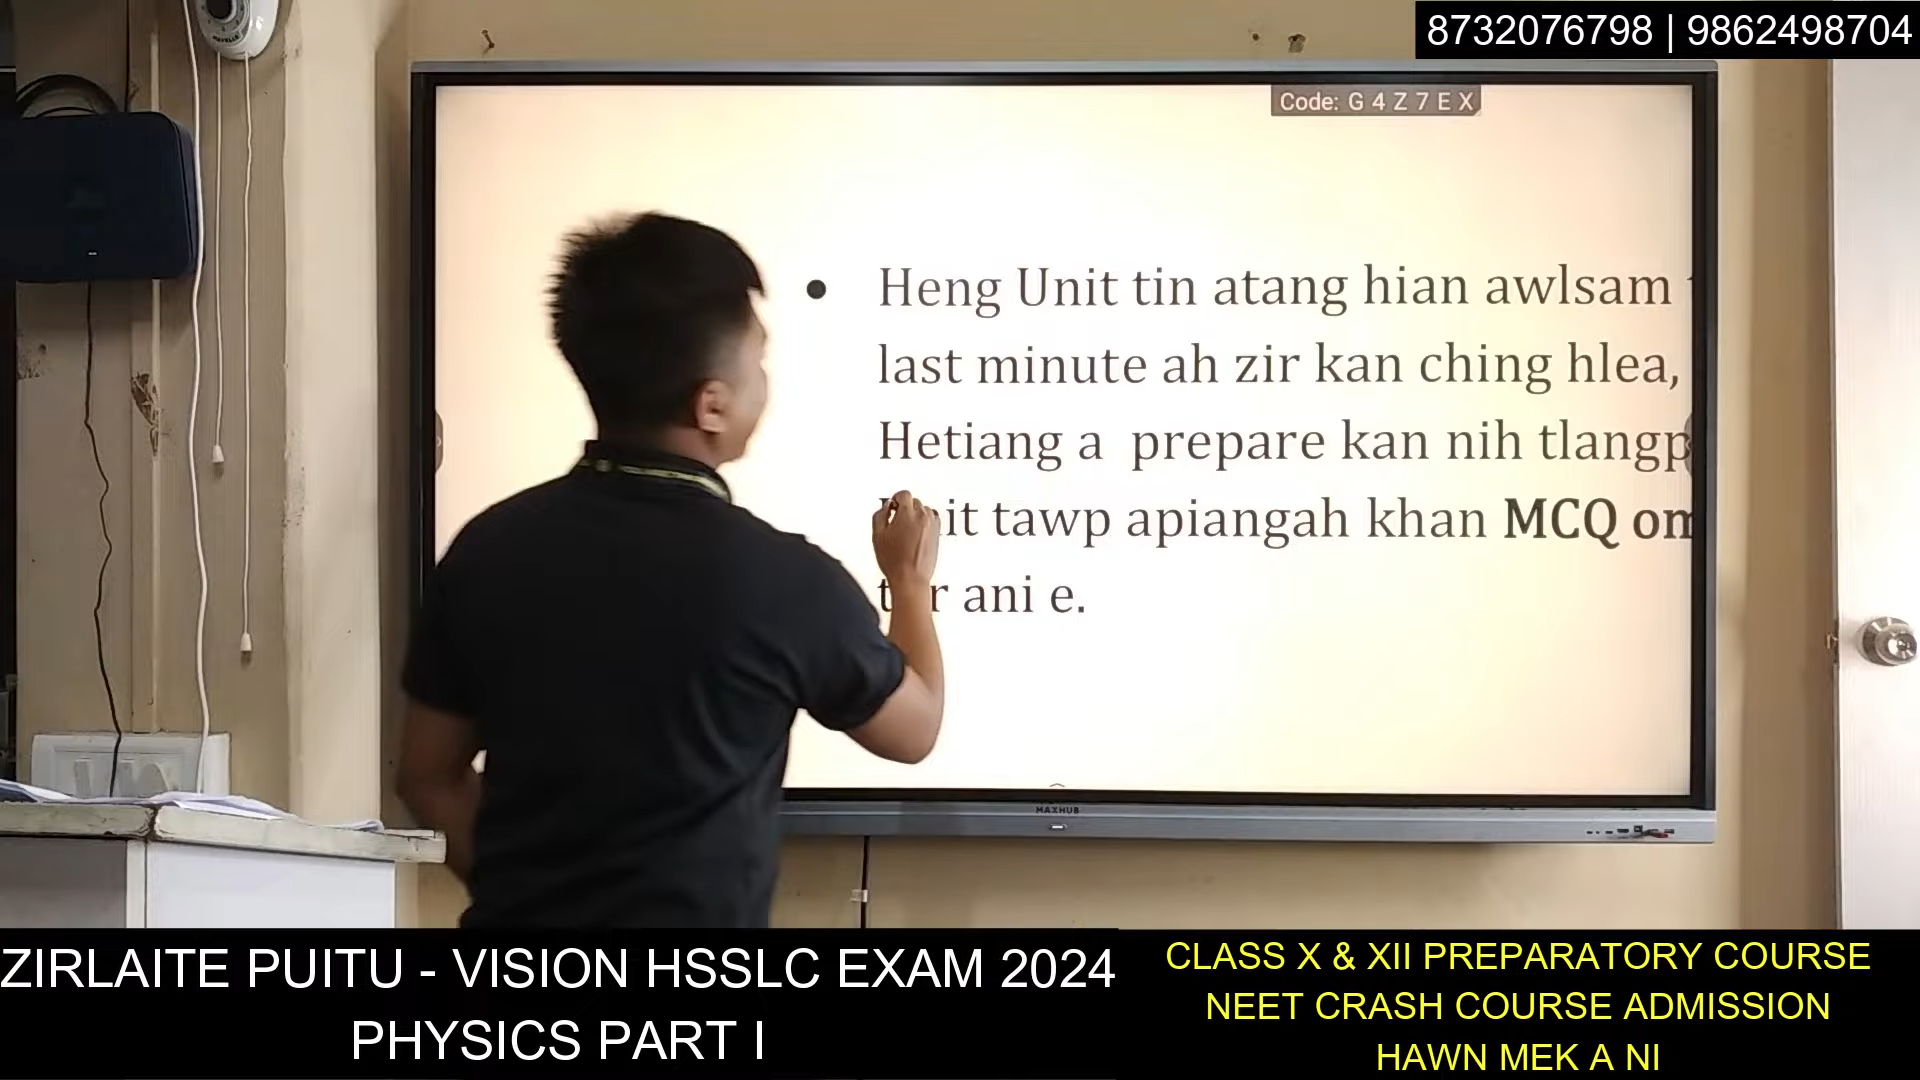 8732076798 | 9862498704
Code: G 4 Z 7 E X
• Heng Unit tin atang hian awlsam
last minute ah zir kan ching hlea,
Hetiang a prepare kan nih
tawp apiangah khan MCQ
ani e.
MAXHUB
ZIRLAITE PUITU - VISION HSSLC EXAM 2024
PHYSICS PART I
CLASS X & XII PREPARATORY COURSE
NEET CRASH COURSE ADMISSION
HAWN MEK A NI